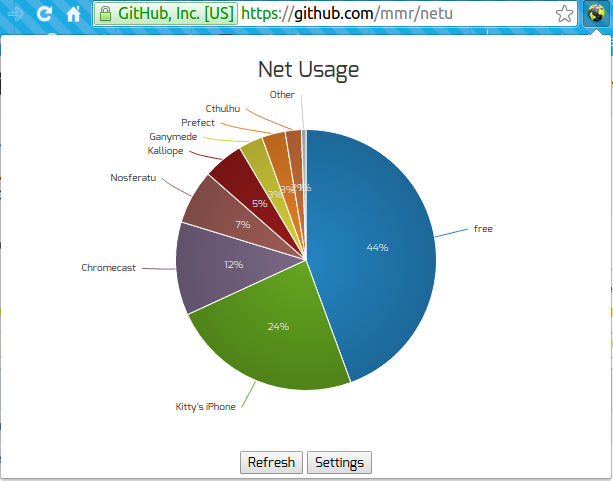 GitHub, Inc. [US] https://github.com/mmr/netu
Net Usage
Other
Cthulhu
Prefect
Ganymede
Kalliope
Nosferatu
Chromecast
Kitty's iPhone
free
44%
24%
12%
7%
5%
3%
3%
2%
Refresh Settings